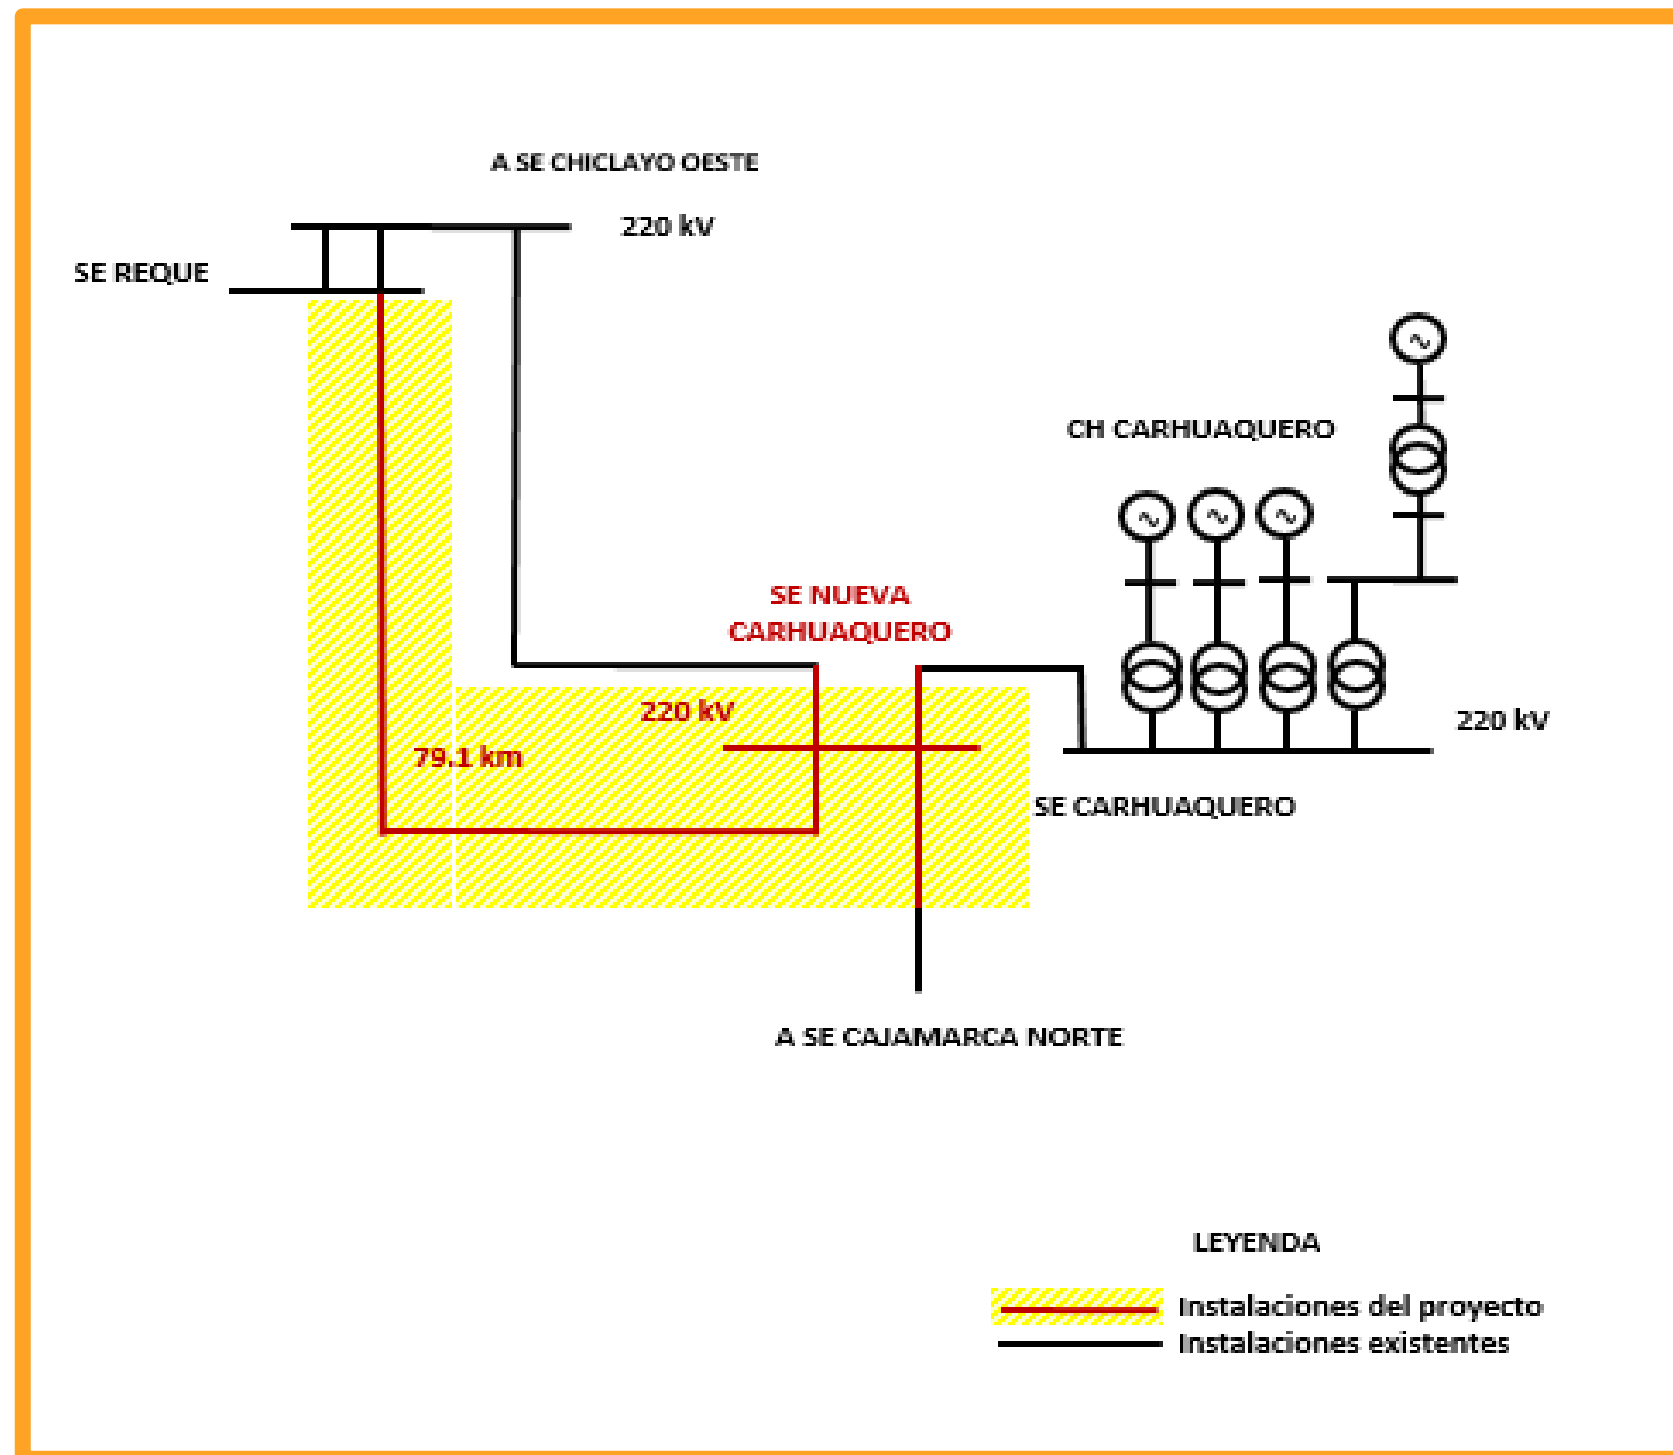 A SE CHICLAYO OESTE
220 kV
SE REQUE
CH CARHUAQUERO
SE NUEVA
CARHUAQUERO
220 kV
220 kV
79.1 km
SE CARHUAQUERO
A SE CAJAMARCA NORTE
LEYENDA
Instalaciones del proyecto
Instalaciones existentes